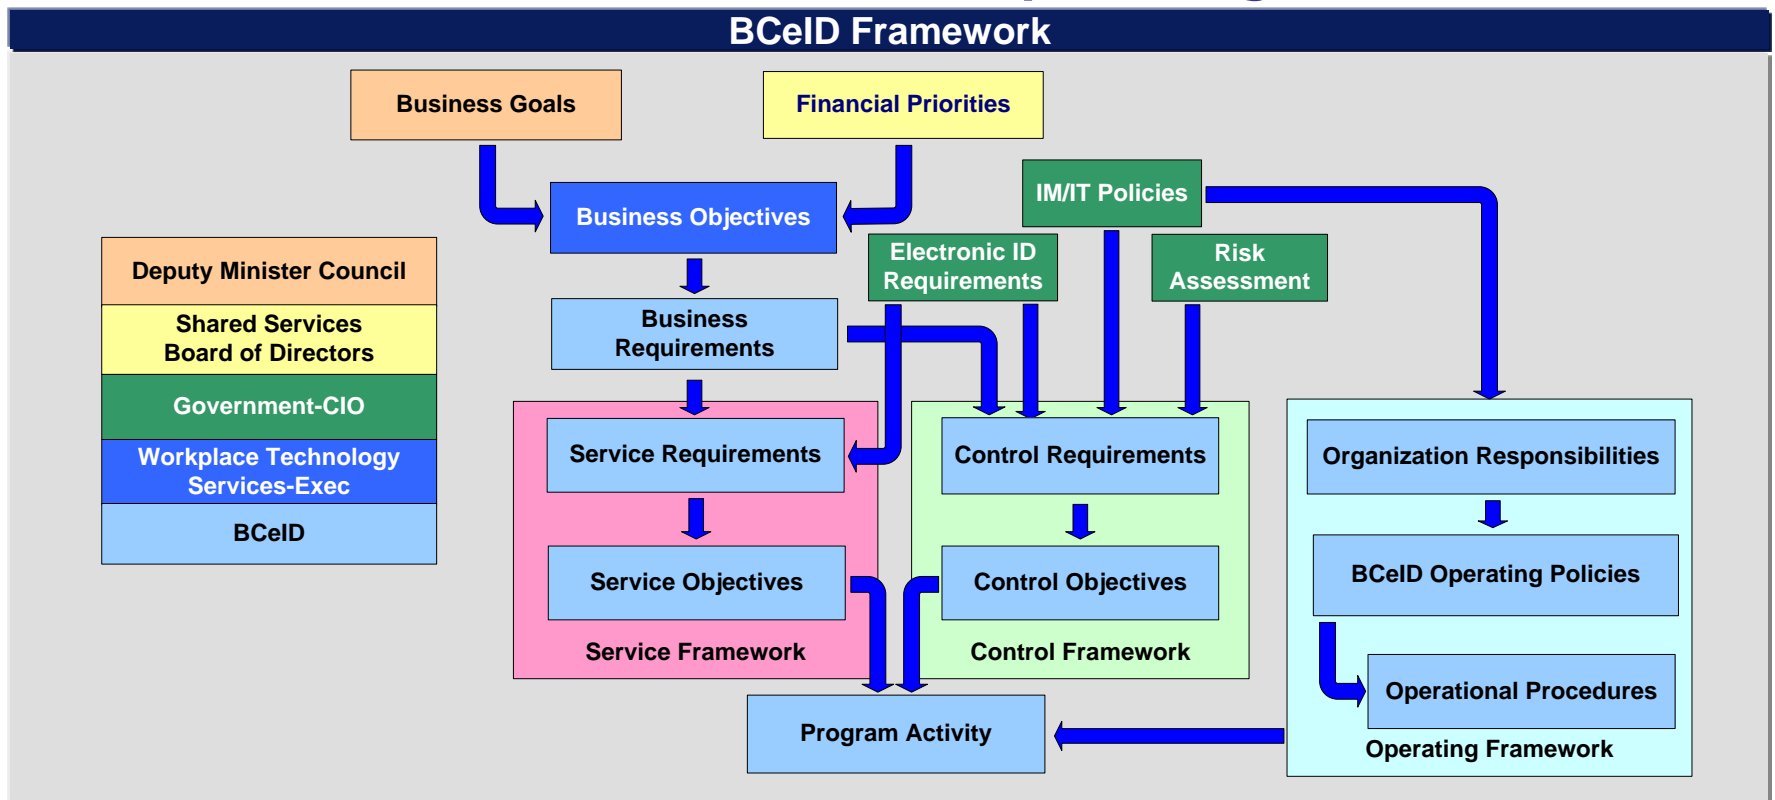 BCeID Framework
Business Goals
Financial Priorities
IM/IT Policies
Business Objectives
Electronic ID
Requirements
Risk
Assessment
Deputy Minister Council
Shared Services
Board of Directors
Government-CIO
Workplace Technology
Services-Exec
BCeID
Business
Requirements
Service Requirements
Control Requirements
Organization Responsibilities
Service Objectives
Control Objectives
BCeID Operating Policies
Service Framework
Control Framework
Operational Procedures
Program Activity
Operating Framework